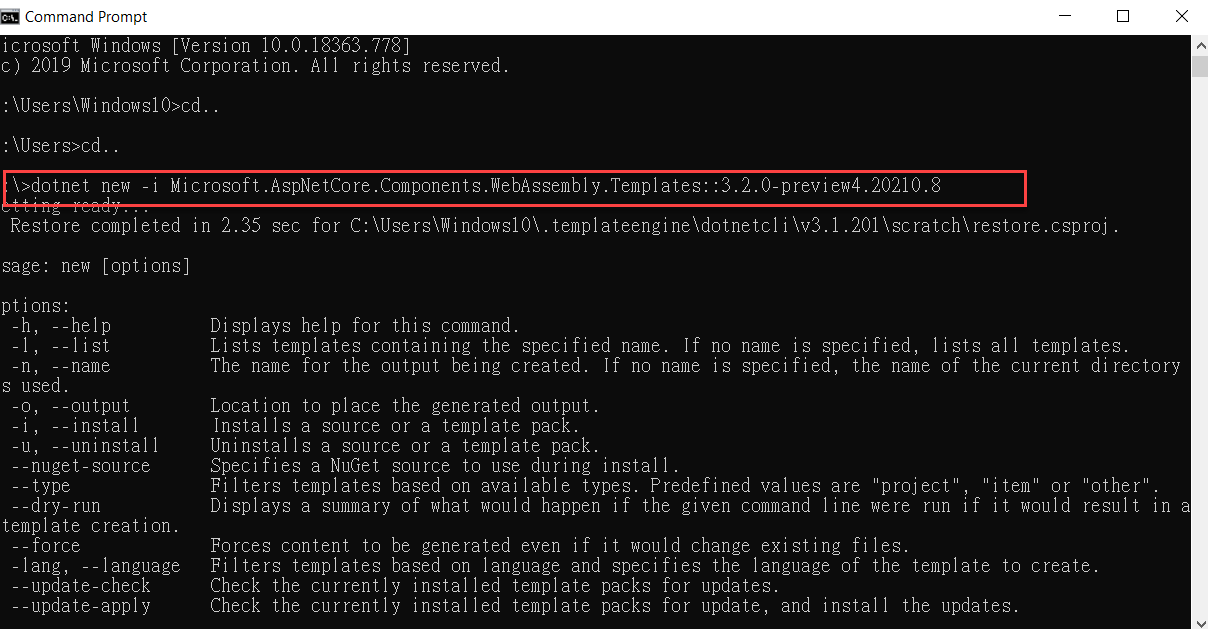 Command Prompt
icrosoft Windows [Version 10.0.18363.778]
c) 2019 Microsoft Corporation. All rights reserved.
:\Users\Windows10>cd..
:\Users>cd..
:\>dotnet new -i Microsoft.AspNetCore.Components.WebAssembly.Templates::3.2.0-preview4.20210.8
etting ready...
Restore completed in 2.35 sec for C:\Users\Windows10\.templateengine\dotnetcli\v3.1.201\scratch\restore.csproj.
sage: new [options]
ptions:
-h, --help Displays help for this command.
-l, --list Lists templates containing the specified name. If no name is specified, lists all templates.
-n, --name The name for the output being created. If no name is specified, the name of the current directory
s used.
-o, --output Location to place the generated output.
-i, --install Installs a source or a template pack.
-u, --uninstall Uninstalls a source or a template pack.
--nuget-source Specifies a NuGet source to use during install.
--type Filters templates based on available types. Predefined values are "project", "item" or "other".
--dry-run Displays a summary of what would happen if the given command line were run if it would result in a
template creation.
--force Forces content to be generated even if it would change existing files.
-lang, --language Filters templates based on language and specifies the language of the template to create.
--update-check Check the currently installed template packs for updates.
--update-apply Check the currently installed template packs for update, and install the updates.